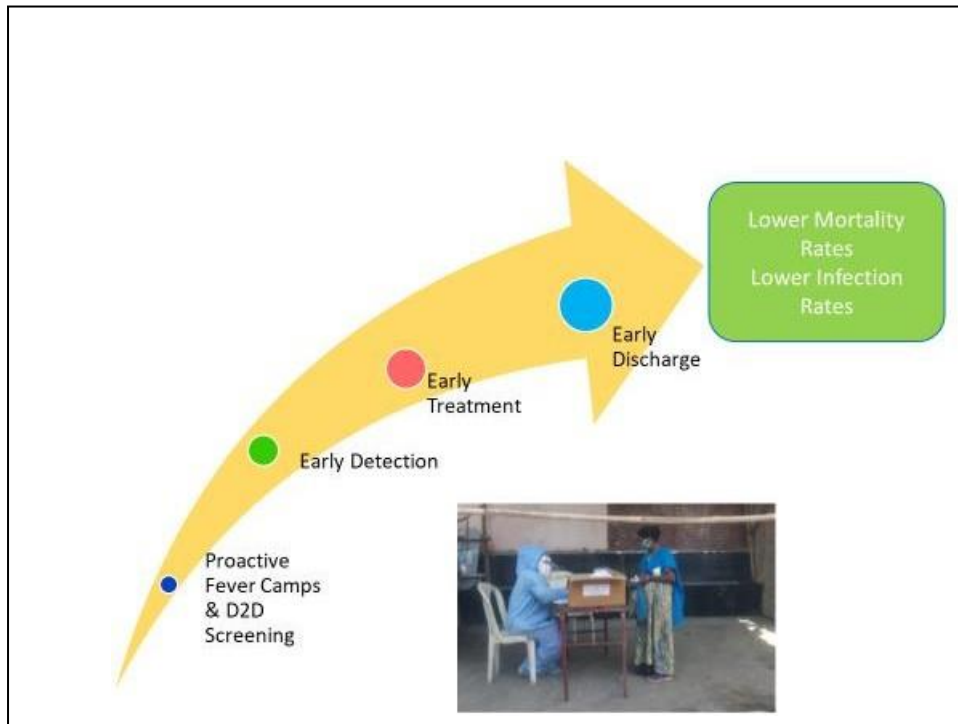 Lower Mortality
Rates
Lower Infection
Rates
Early
Discharge
Early
Treatment
Early Detection
Proactive
Fever Camps
& D2D
Screening